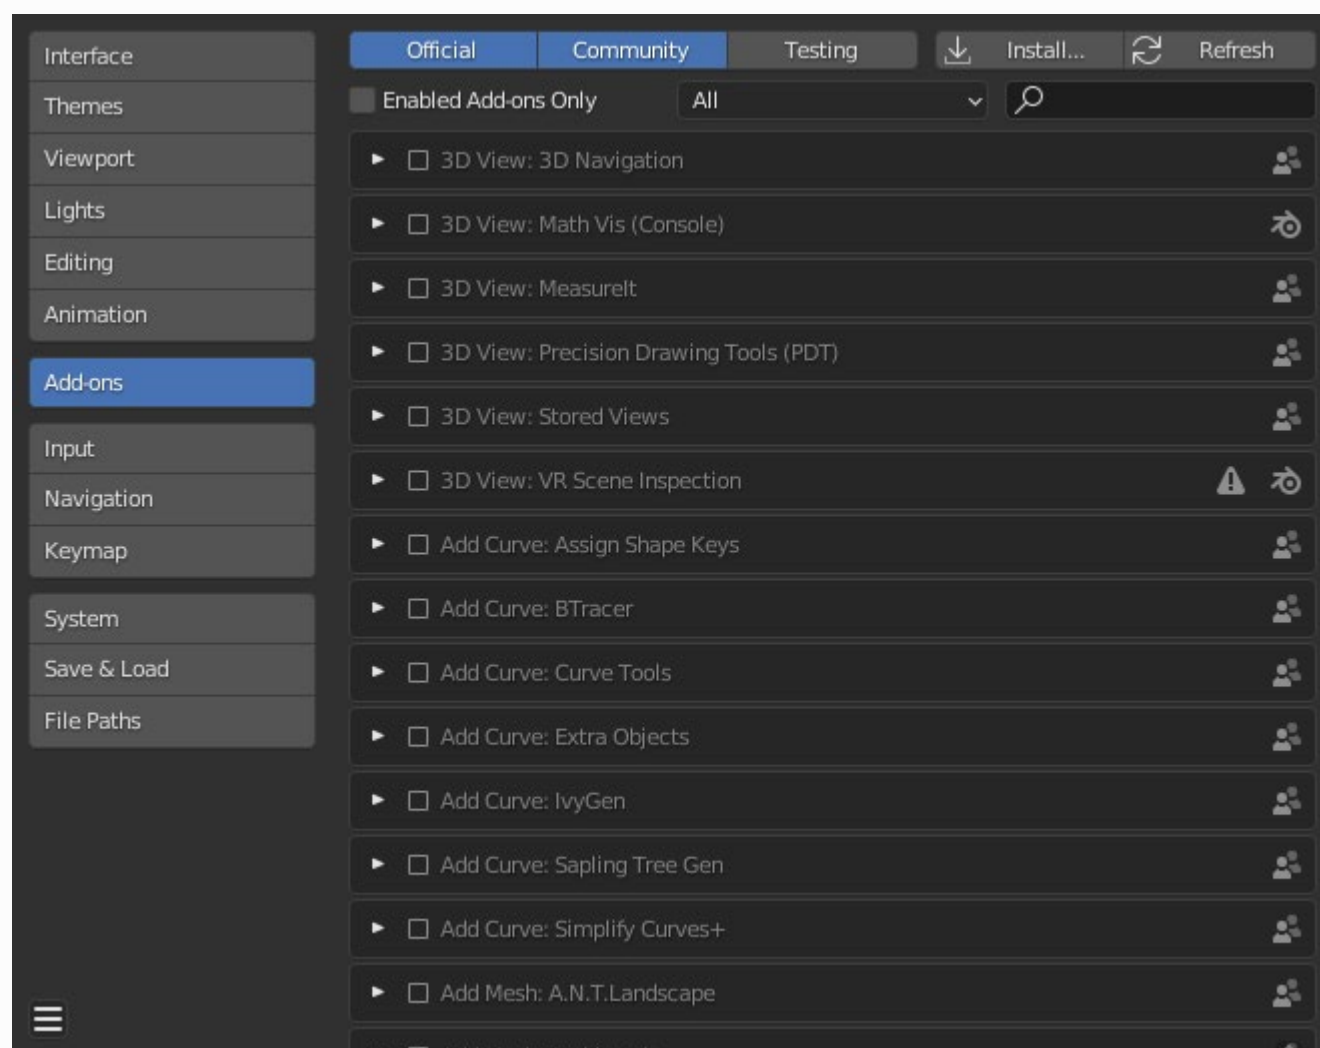 Interface
Themes
Viewport
Lights
Editing
Animation
Add-ons
Input
Navigation
Keymap
System
Save & Load
File Paths
Official Community Testing Install... Refresh
Enabled Add-ons Only All
3D View: 3D Navigation
3D View: Math Vis (Console)
3D View: MeasureIt
3D View: Precision Drawing Tools (PDT)
3D View: Stored Views
3D View: VR Scene Inspection
Add Curve: Assign Shape Keys
Add Curve: BTracer
Add Curve: Curve Tools
Add Curve: Extra Objects
Add Curve: IvyGen
Add Curve: Sapling Tree Gen
Add Curve: Simplify Curves+
Add Mesh: A.N.T.Landscape